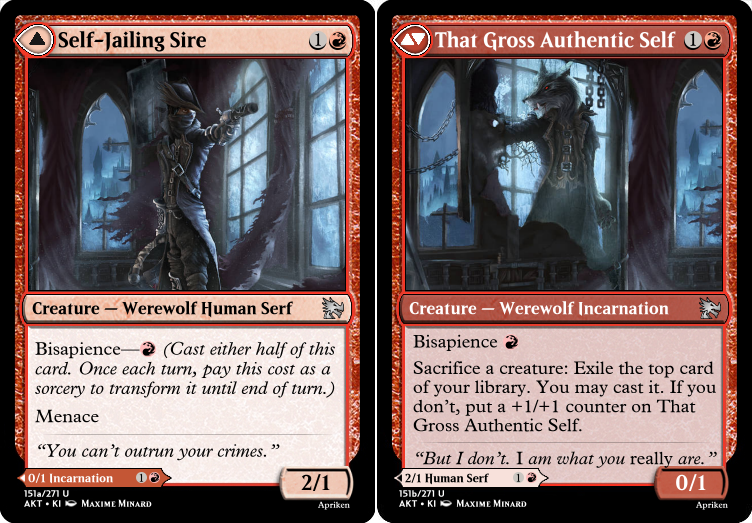 Self-Jailing Sire 1
Creature — Werewolf Human Serf
Bisapience— (Cast either half of this
card. Once each turn, pay this cost as a
sorcery to transform it until end of turn.)
Menace
"You can't outrun your crimes."
0/1 Incarnation 1
2/1
151a/271 U
AKT • KI Maxime Minard
Apriken
That Gross Authentic Self 1
Creature — Werewolf Incarnation
Bisapience
Sacrifice a creature: Exile the top card
of your library. You may cast it. If you
don't, put a +1/+1 counter on That
Gross Authentic Self.
"But I don't. I am what you really are."
2/1 Human Serf 1
0/1
151b/271 U
AKT • KI Maxime Minard
Apriken